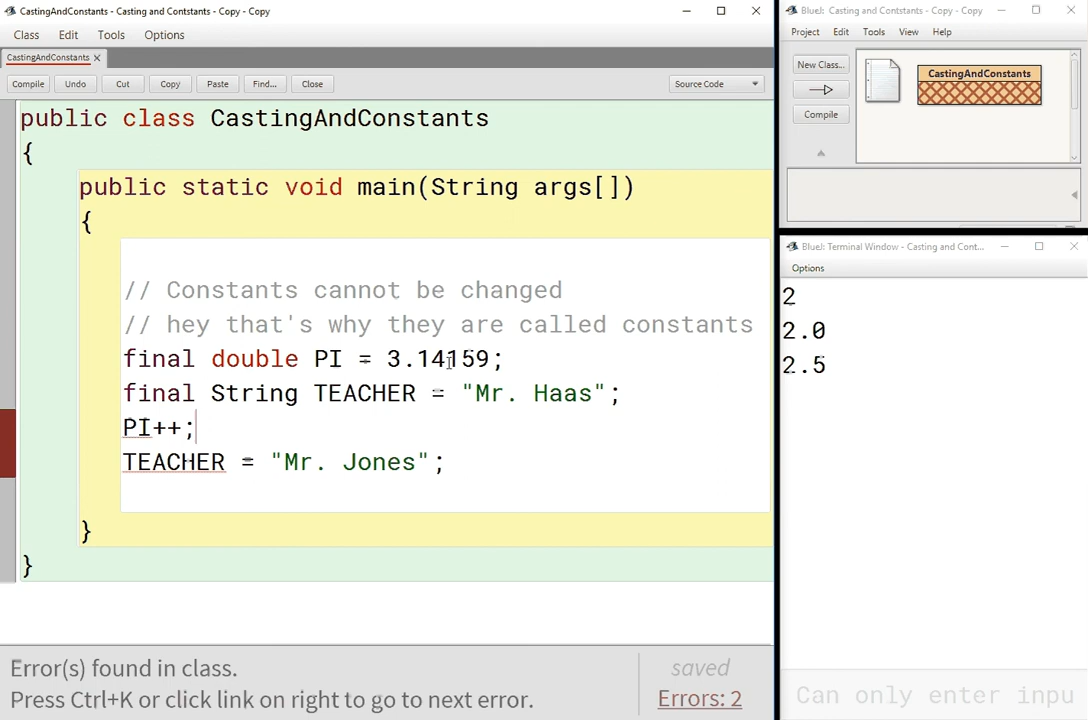 CastingAndConstants - Casting and Contstants - Copy - Copy
Class Edit Tools Options
CastingAndConstants
Compile Undo Cut Copy Paste Find... Close Source Code
public class CastingAndConstants
{
public static void main(String args[])
{
// Constants cannot be changed
// hey that's why they are called constants
final double PI = 3.14159;
final String TEACHER = "Mr. Haas";
PI++;
TEACHER = "Mr. Jones";
}
}
Error(s) found in class.
Press Ctrl+K or click link on right to go to next error.
saved
Errors: 2
BlueJ: Casting and Contstants - Copy - Copy
Project Edit Tools View Help
New Class...
Compile
CastingAndConstants
BlueJ: Terminal Window - Casting and Cont...
Options
2
2.0
2.5
Can only enter inpu